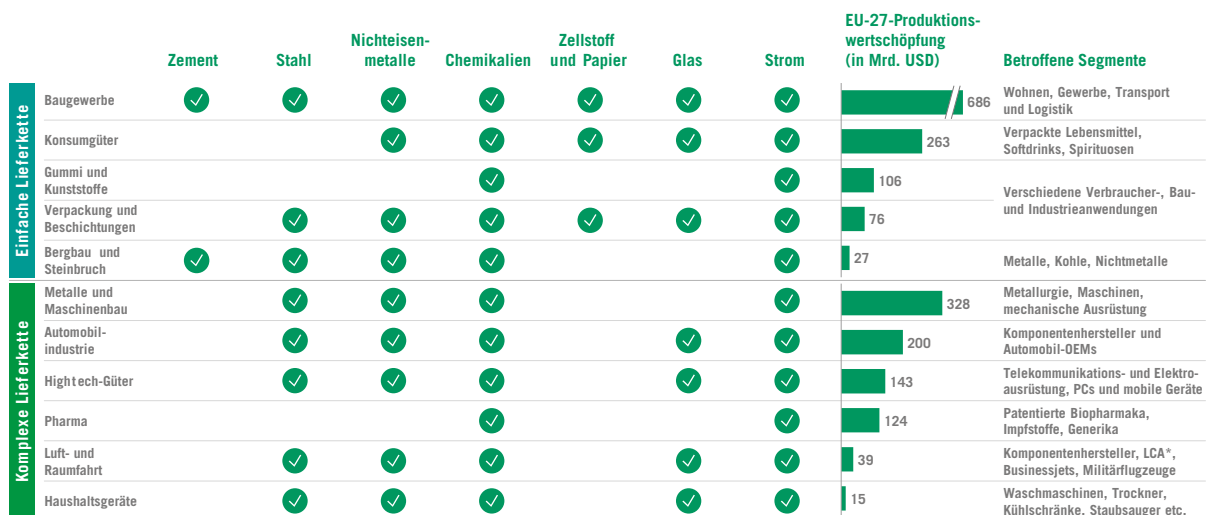 EU-27-Produktions-
wertschöpfung
(in Mrd. USD)
Nichteisen-
metalle
Zellstoff
und Papier
Zement
Stahl
Chemikalien
Glas
Strom
Betroffene Segmente
Einfache Lieferkette
Baugewerbe
686
Wohnen, Gewerbe, Transport
und Logistik
Konsumgüter
263
Verpackte Lebensmittel,
Softdrinks, Spirituosen
Gummi und
Kunststoffe
106
Verschiedene Verbraucher-, Bau-
und Industrieanwendungen
Verpackung und
Beschichtungen
76
Bergbau und
Steinbruch
27
Metalle, Kohle, Nichtmetalle
Komplexe Lieferkette
Metalle und
Maschinenbau
328
Metallurgie, Maschinen,
mechanische Ausrüstung
Automobil-
industrie
200
Komponentenhersteller und
Automobil-OEMs
Hightech-Güter
143
Telekommunikations- und Elektro-
ausrüstung, PCs und mobile Geräte
Pharma
124
Patentierte Biopharmaka,
Impfstoffe, Generika
Luft- und
Raumfahrt
39
Komponentenhersteller, LCA*,
Businessjets, Militärflugzeuge
Haushaltsgeräte
15
Waschmaschinen, Trockner,
Kühlschränke, Staubsauger etc.